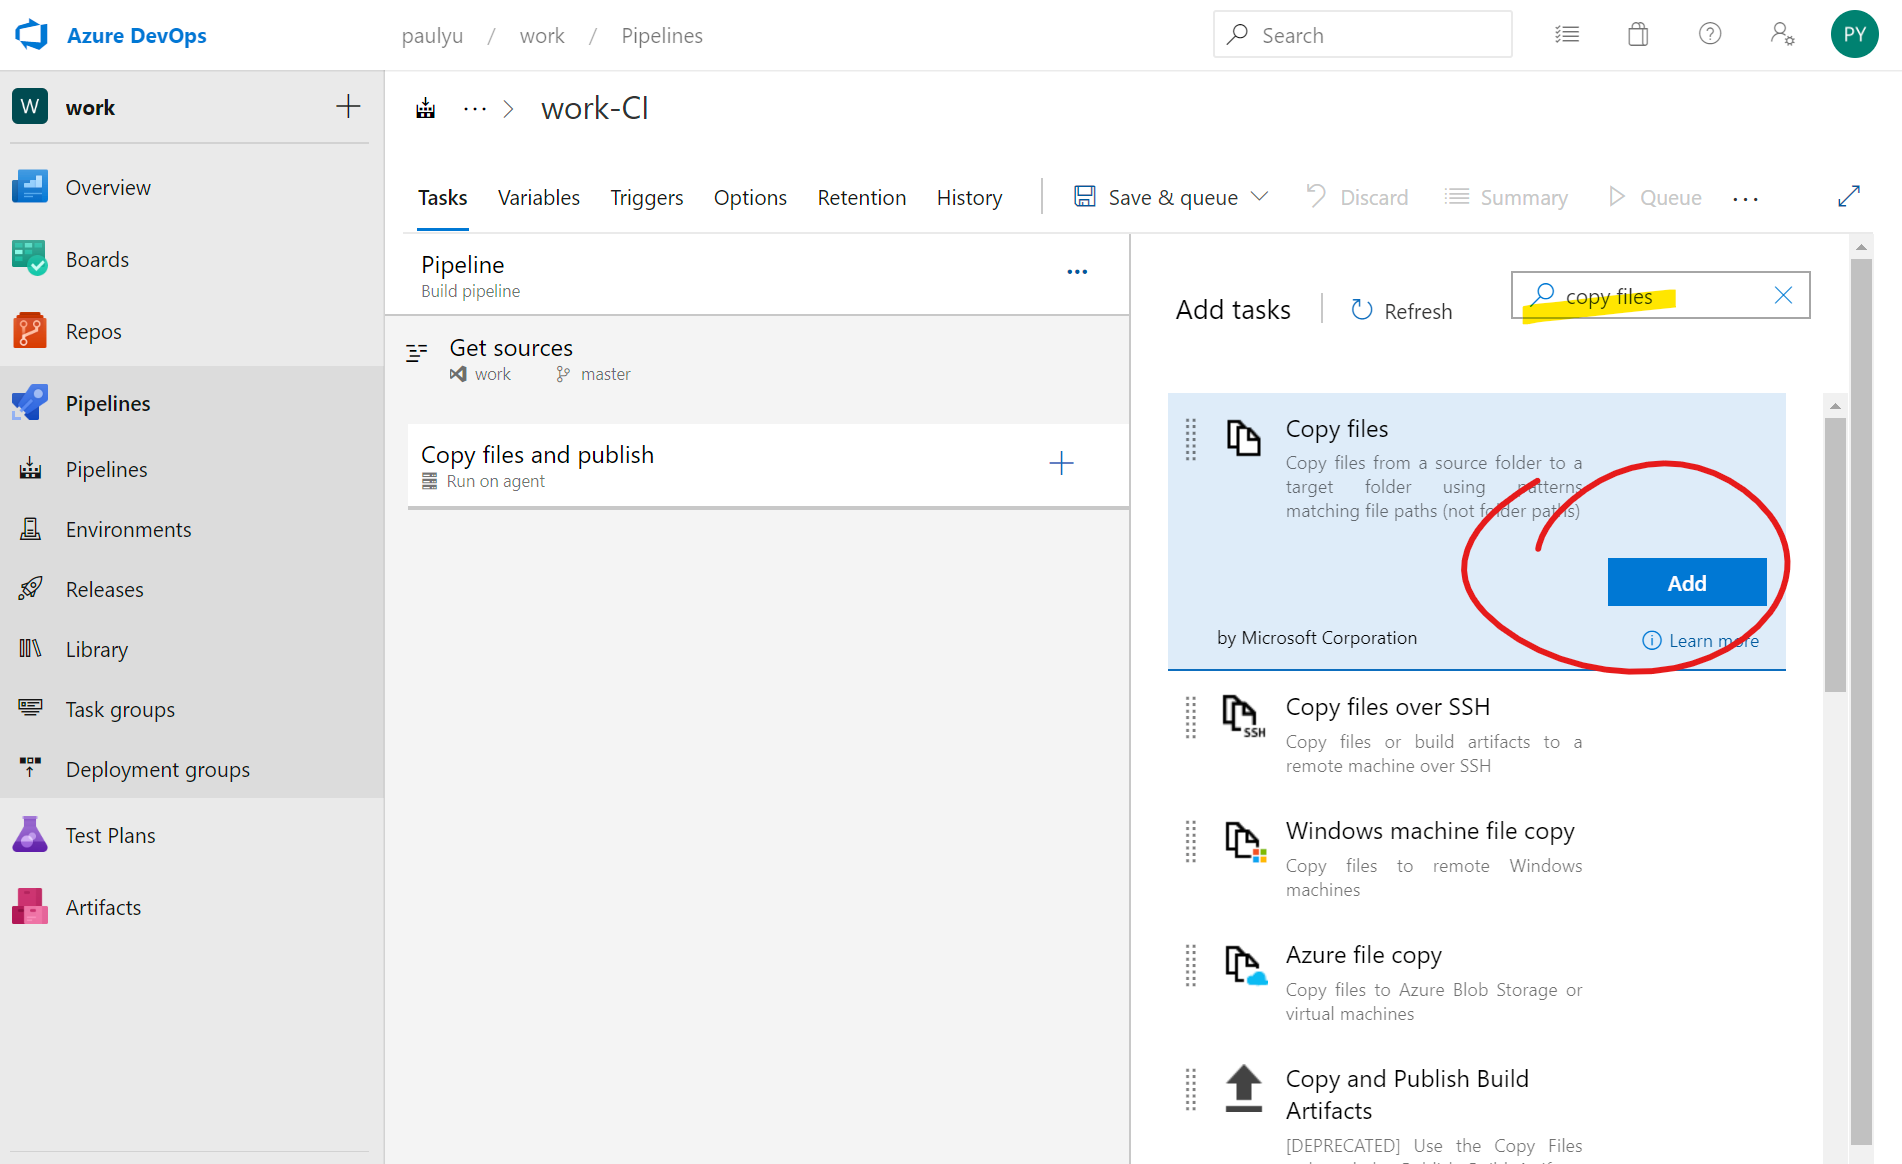 Azure DevOps
paulyu / work / Pipelines
Search
PY
W work
Overview
Boards
Repos
Pipelines
Pipelines
Environments
Releases
Library
Task groups
Deployment groups
Test Plans
Artifacts
... > work-CI
Tasks Variables Triggers Options Retention History Save & queue Discard Summary Queue ...
Pipeline
Build pipeline
...
Get sources
work master
Copy files and publish
Run on agent
Add tasks Refresh copy files
Copy files
Copy files from a source folder to a
target folder using patterns
matching file paths (not folder paths)
Add
by Microsoft Corporation
Learn more
Copy files over SSH
SSH
Copy files or build artifacts to a
remote machine over SSH
Windows machine file copy
Copy files to remote Windows
machines
Azure file copy
Copy files to Azure Blob Storage or
virtual machines
Copy and Publish Build
Artifacts
[DEPRECATED] Use the Copy Files